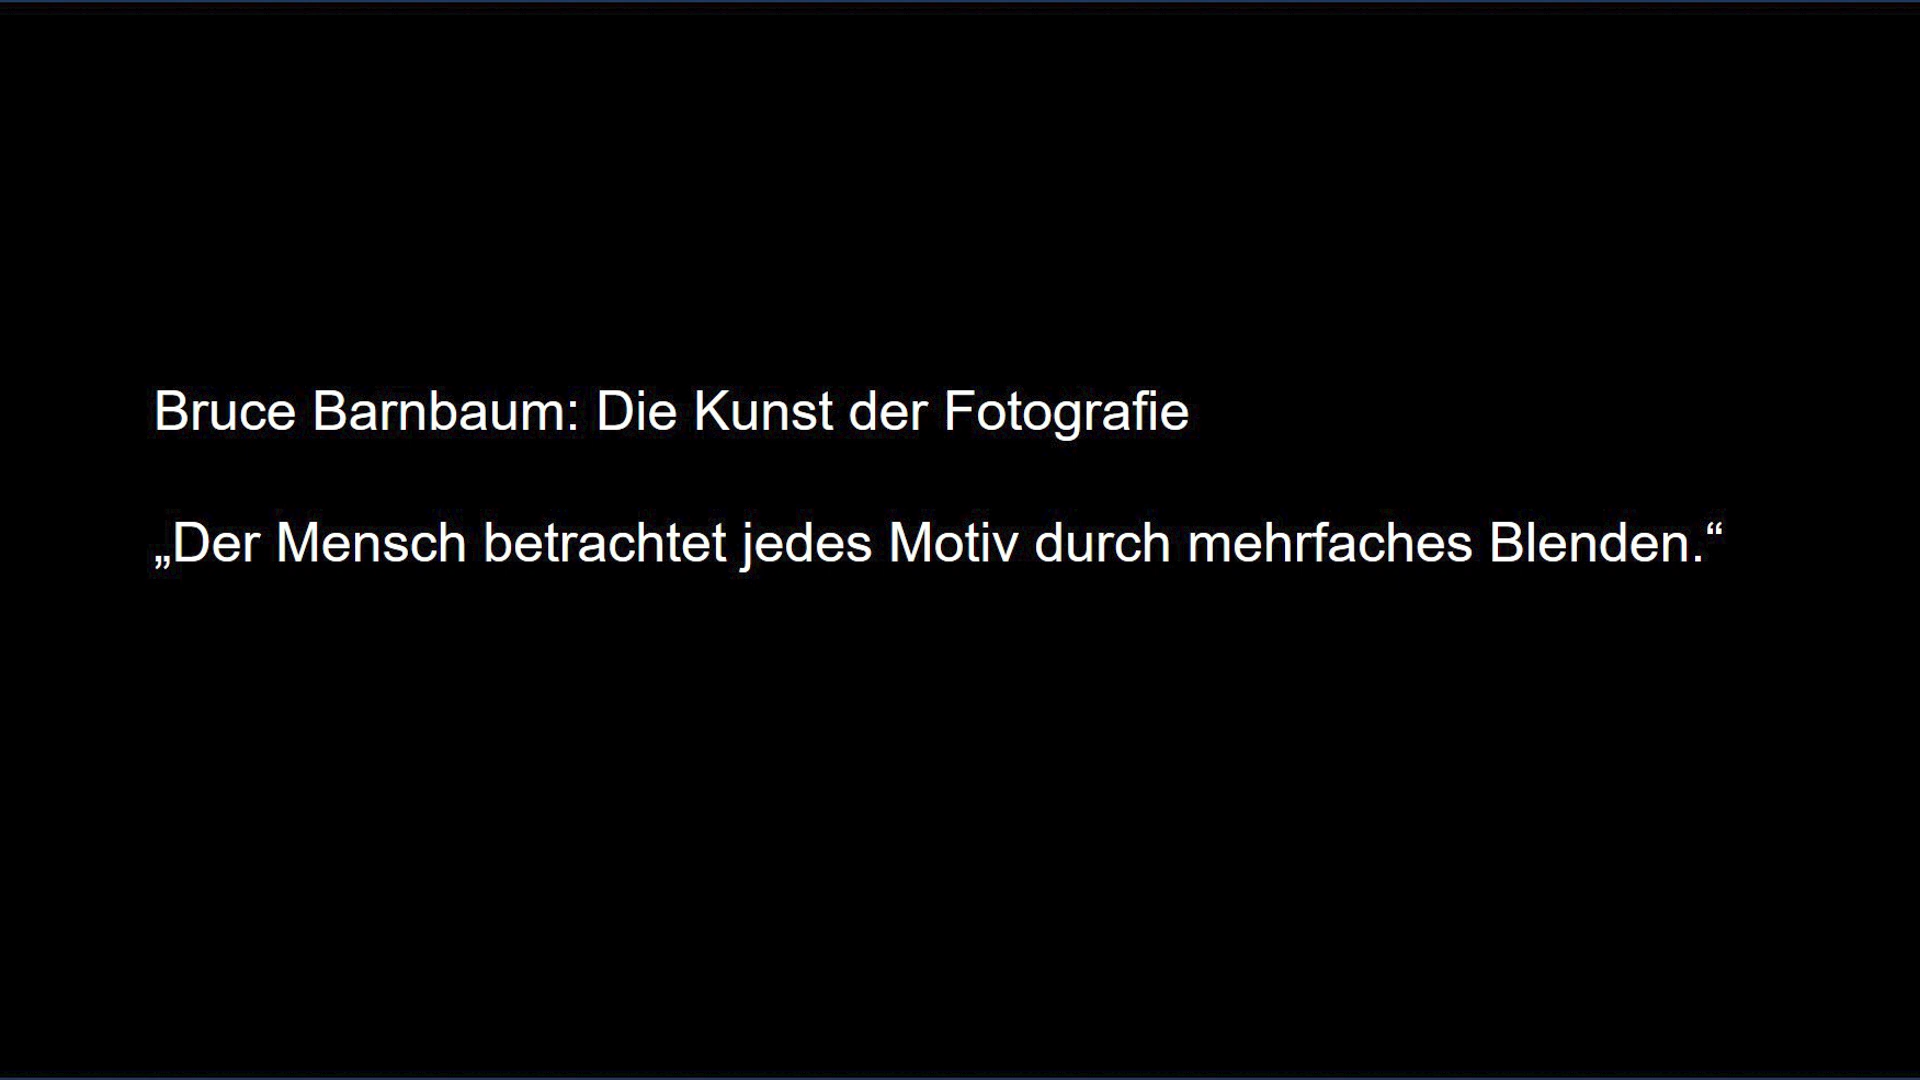 Bruce Barnbaum: Die Kunst der Fotografie
„Der Mensch betrachtet jedes Motiv durch mehrfaches Blenden.“